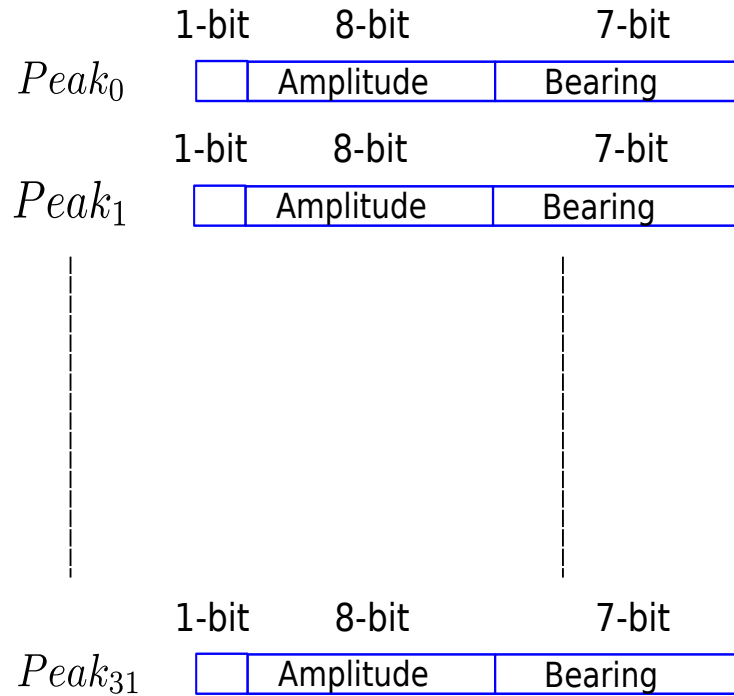 1-bit 8-bit 7-bit
Peak₀ Amplitude Bearing
1-bit 8-bit 7-bit
Peak₁ Amplitude Bearing
1-bit 8-bit 7-bit
Peak₃₁ Amplitude Bearing